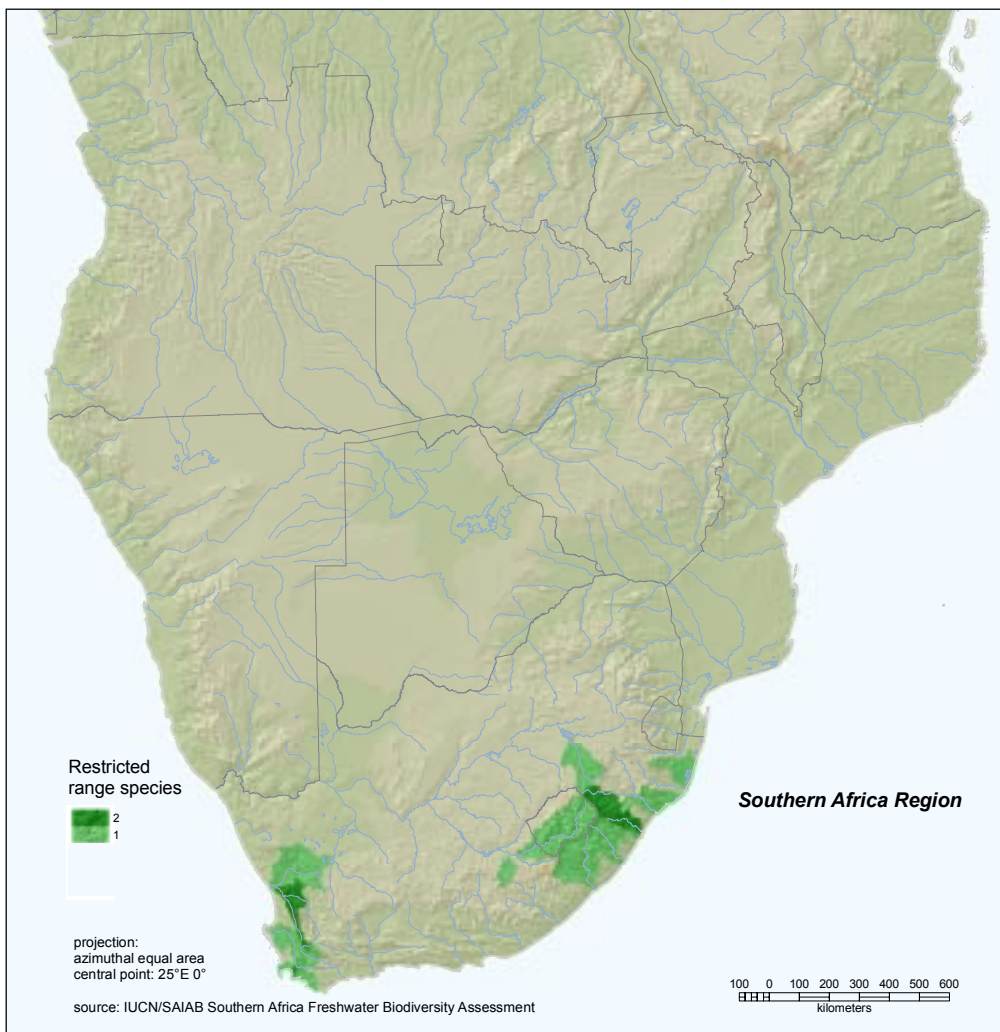 Restricted
range species
2
1
Southern Africa Region
projection:
azimuthal equal area
central point: 25°E 0°
source: IUCN/SAIAB Southern Africa Freshwater Biodiversity Assessment
100 0 100 200 300 400 500 600
kilometers